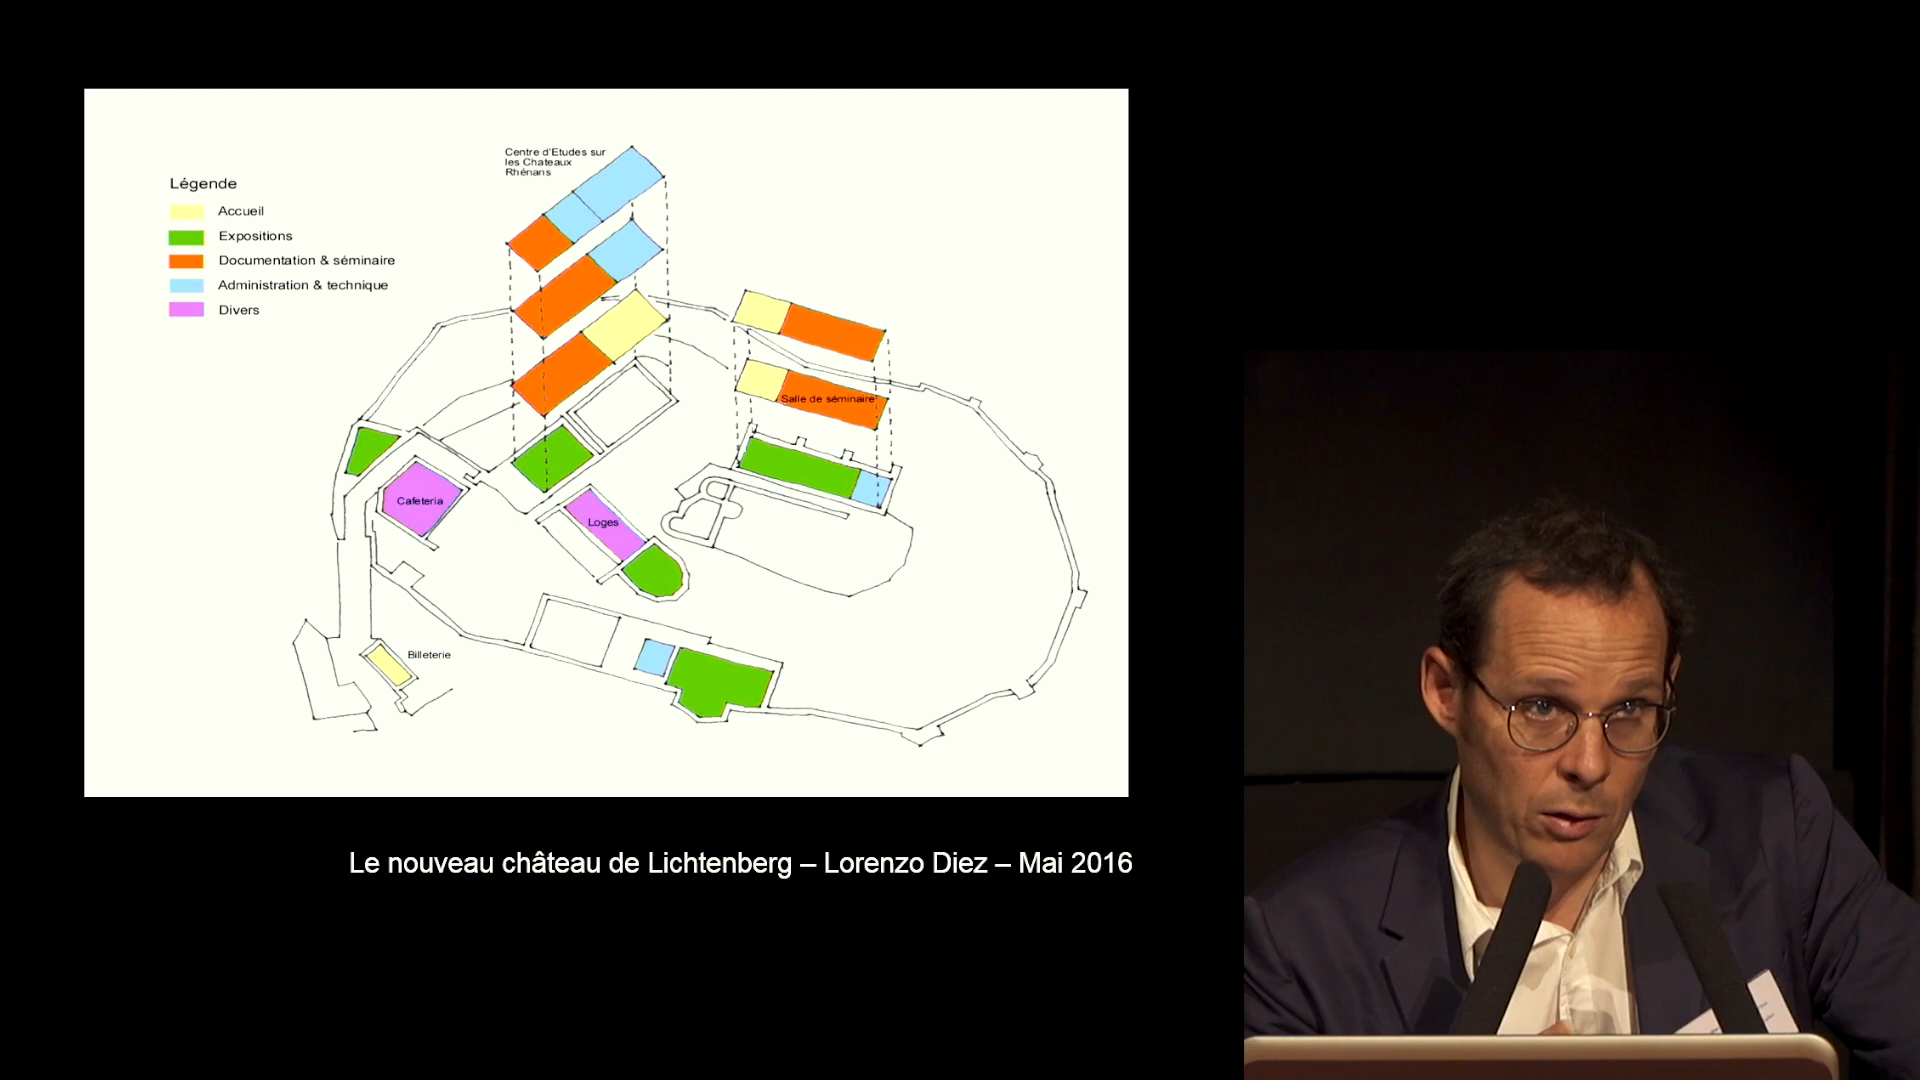 Centre d'Etudes sur
les Chateaux
Rhénans
Légende
Accueil
Expositions
Documentation & séminaire
Administration & technique
Divers
Salle de séminaire
Cafeteria
Loges
Billeterie
Le nouveau château de Lichtenberg – Lorenzo Diez – Mai 2016